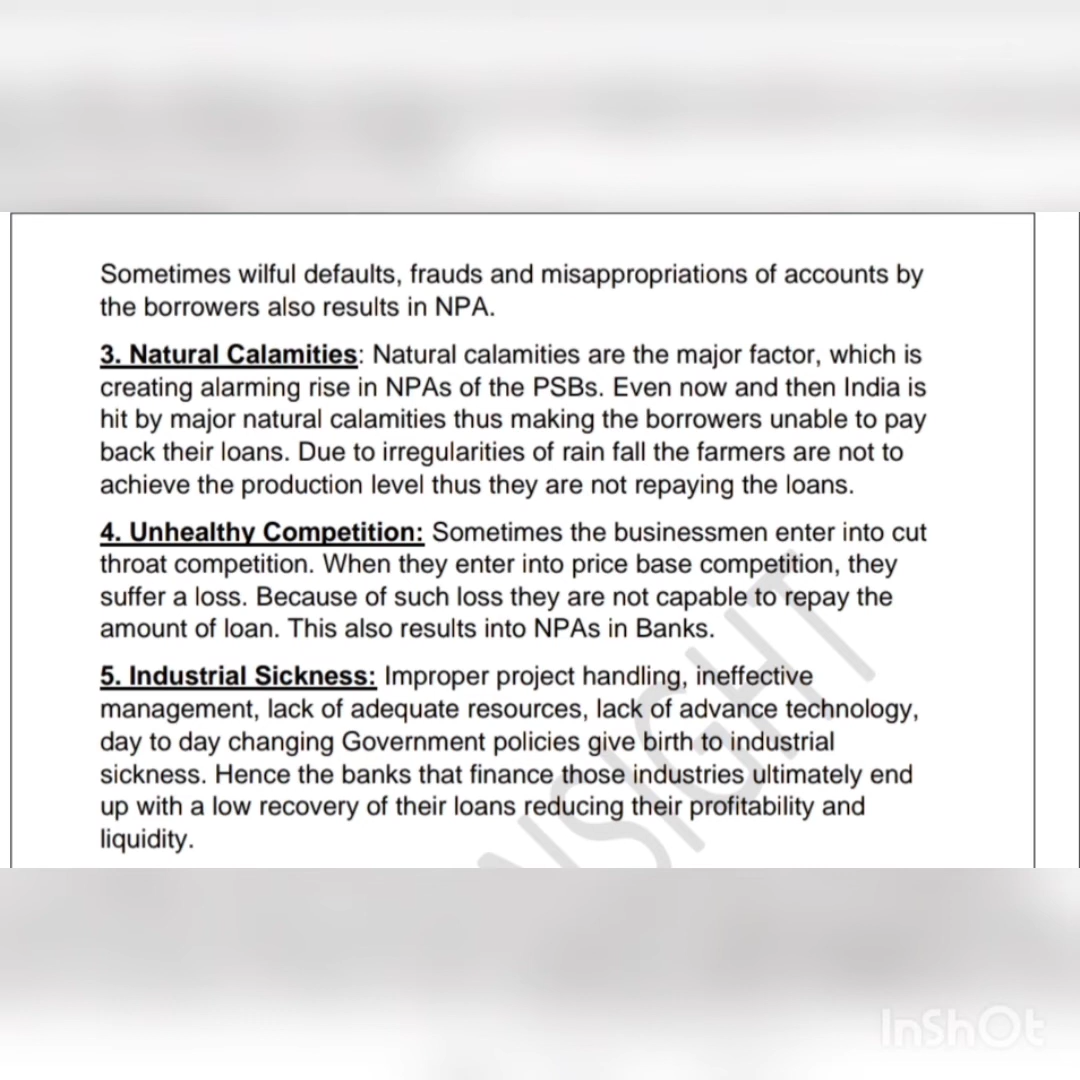 Sometimes wilful defaults, frauds and misappropriations of accounts by
the borrowers also results in NPA.
3. Natural Calamities: Natural calamities are the major factor, which is
creating alarming rise in NPAs of the PSBs. Even now and then India is
hit by major natural calamities thus making the borrowers unable to pay
back their loans. Due to irregularities of rain fall the farmers are not to
achieve the production level thus they are not repaying the loans.
4. Unhealthy Competition: Sometimes the businessmen enter into cut
throat competition. When they enter into price base competition, they
suffer a loss. Because of such loss they are not capable to repay the
amount of loan. This also results into NPAs in Banks.
5. Industrial Sickness: Improper project handling, ineffective
management, lack of adequate resources, lack of advance technology,
day to day changing Government policies give birth to industrial
sickness. Hence the banks that finance those industries ultimately end
up with a low recovery of their loans reducing their profitability and
liquidity.
NSIGHT
InShOt